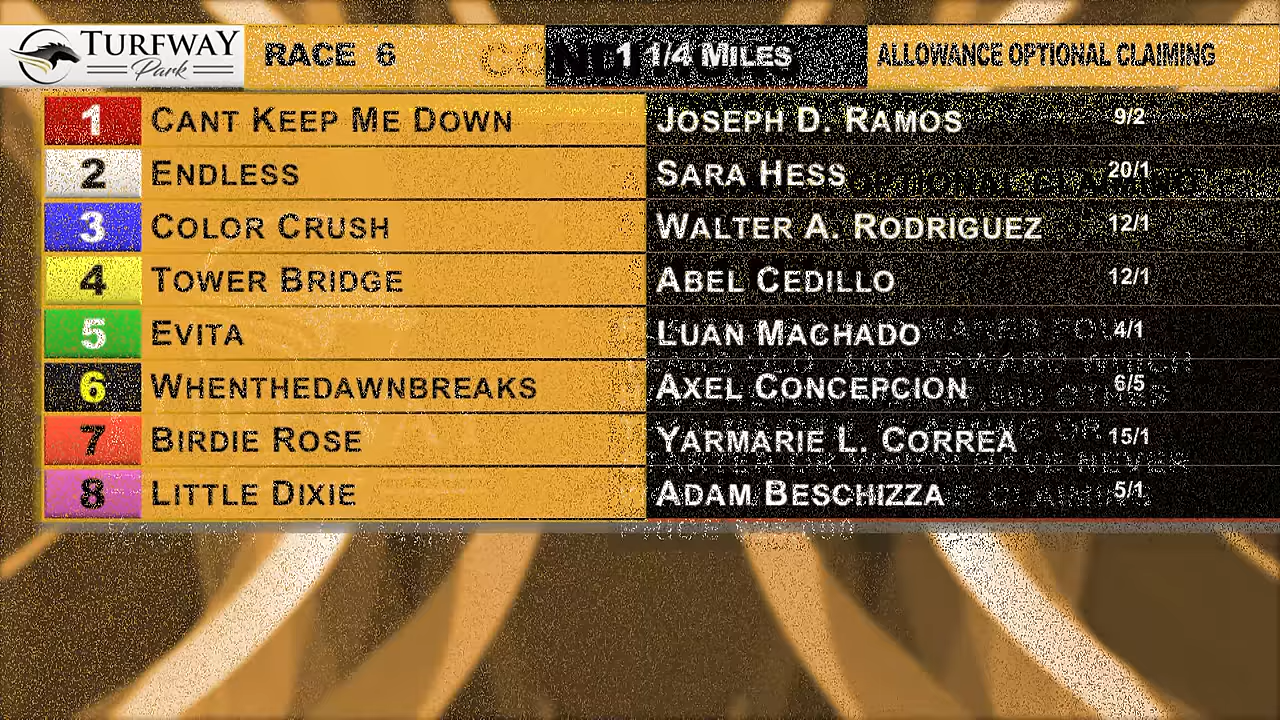 TURFWAY Park RACE 6 1 1/4 MILES ALLOWANCE OPTIONAL CLAIMING
1 CANT KEEP ME DOWN JOSEPH D. RAMOS 9/2
2 ENDLESS SARA HESS 20/1
3 COLOR CRUSH WALTER A. RODRIGUEZ 12/1
4 TOWER BRIDGE ABEL CEDILLO 12/1
5 EVITA LUAN MACHADO 4/1
6 WHENTHEDAWNBREAKS AXEL CONCEPCION 6/5
7 BIRDIE ROSE YARMARIE L. CORREA 15/1
8 LITTLE DIXIE ADAM BESCHIZZA 5/1